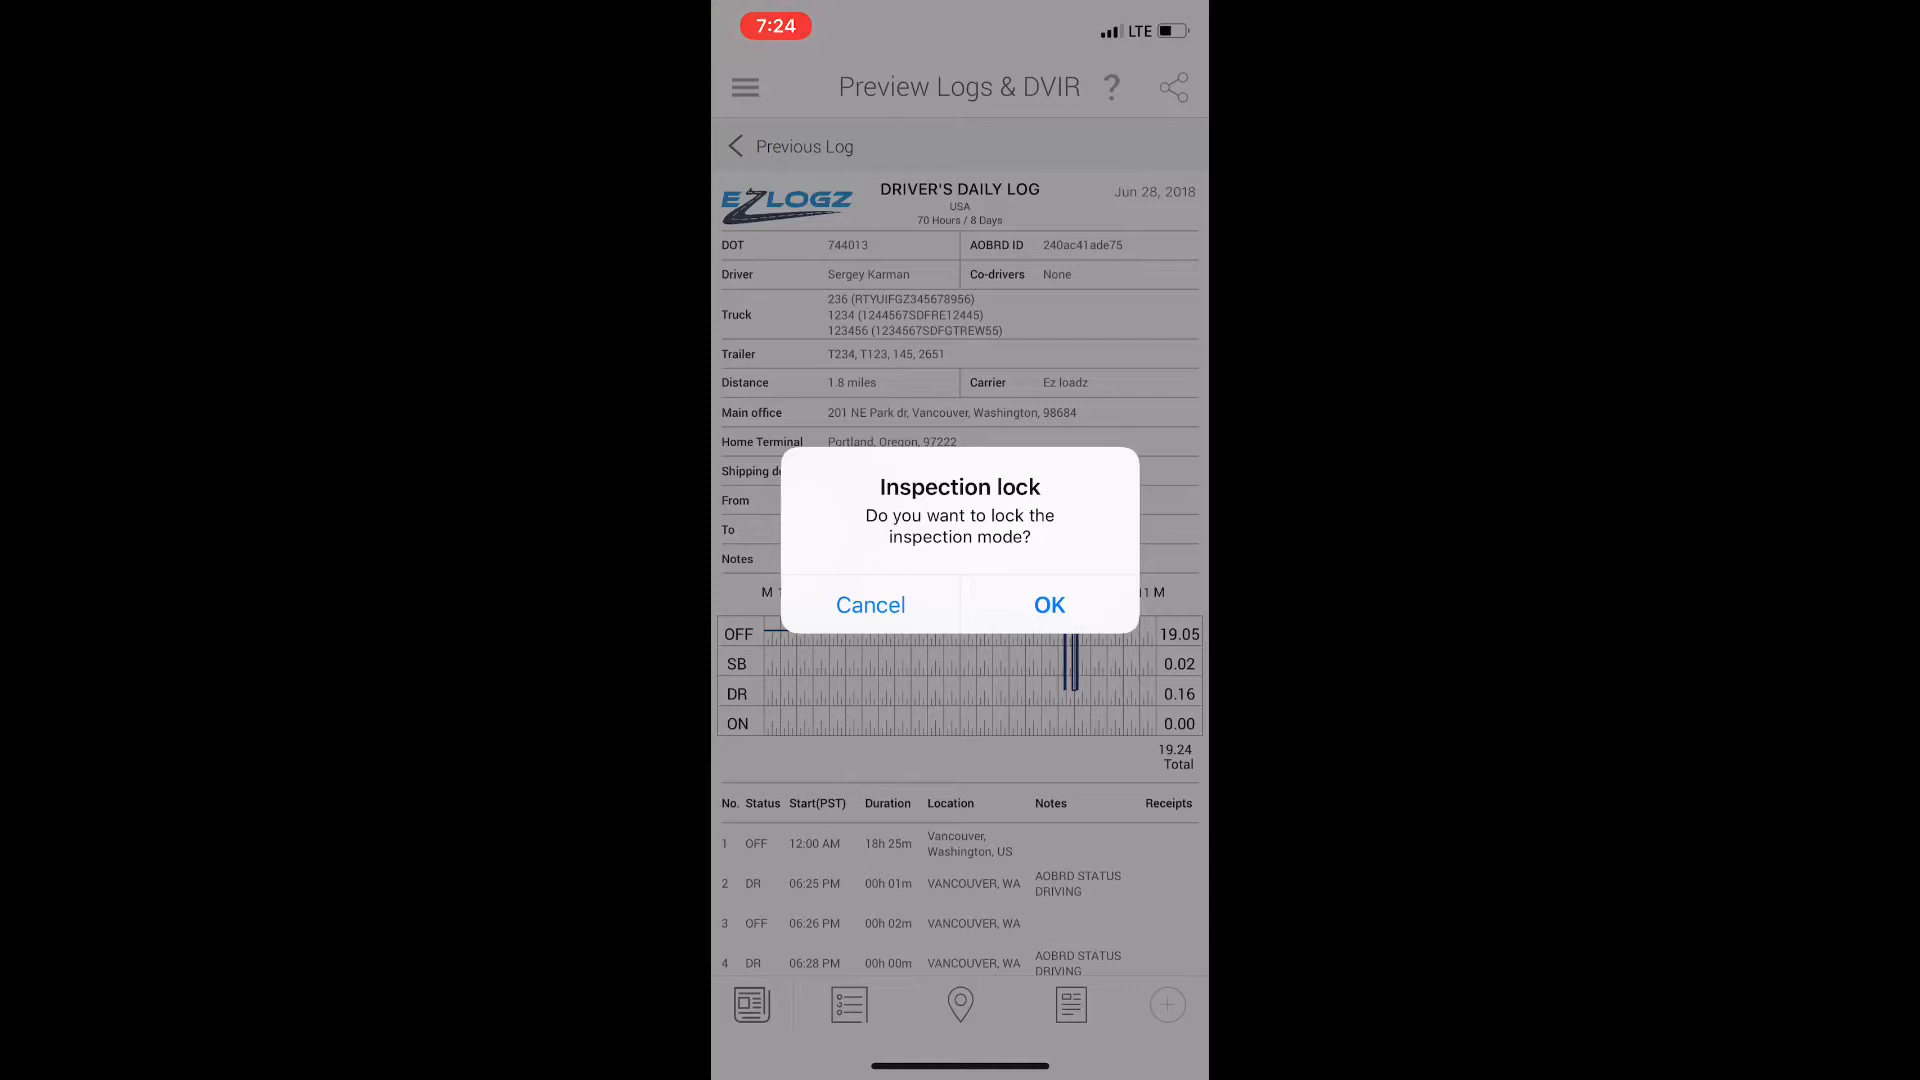 7:24
LTE
Preview Logs & DVIR ?
Previous Log
EZLOGZ
DRIVER'S DAILY LOG
USA
70 Hours / 8 Days
Jun 28, 2018
DOT 744013 AOBRD ID 240ac41ade75
Driver Sergey Karman Co-drivers None
Truck
236 (RTYUIFGZ345678956)
1234 (1244567SDFRE12445)
123456 (1234567SDFGTREW55)
Trailer T234, T123, 145, 2651
Distance 1.8 miles Carrier Ez loadz
Main office 201 NE Park dr, Vancouver, Washington, 98684
Home Terminal Portland, Oregon, 97222
Shipping
From
To
Notes
Inspection lock
Do you want to lock the
inspection mode?
Cancel OK
M M
OFF 19.05
SB 0.02
DR 0.16
ON 0.00
19.24
Total
No. Status Start(PST) Duration Location Notes Receipts
1 OFF 12:00 AM 18h 25m Vancouver, Washington, US
2 DR 06:25 PM 00h 01m VANCOUVER, WA AOBRD STATUS DRIVING
3 OFF 06:26 PM 00h 02m VANCOUVER, WA
4 DR 06:28 PM 00h 00m VANCOUVER, WA AOBRD STATUS DRIVING